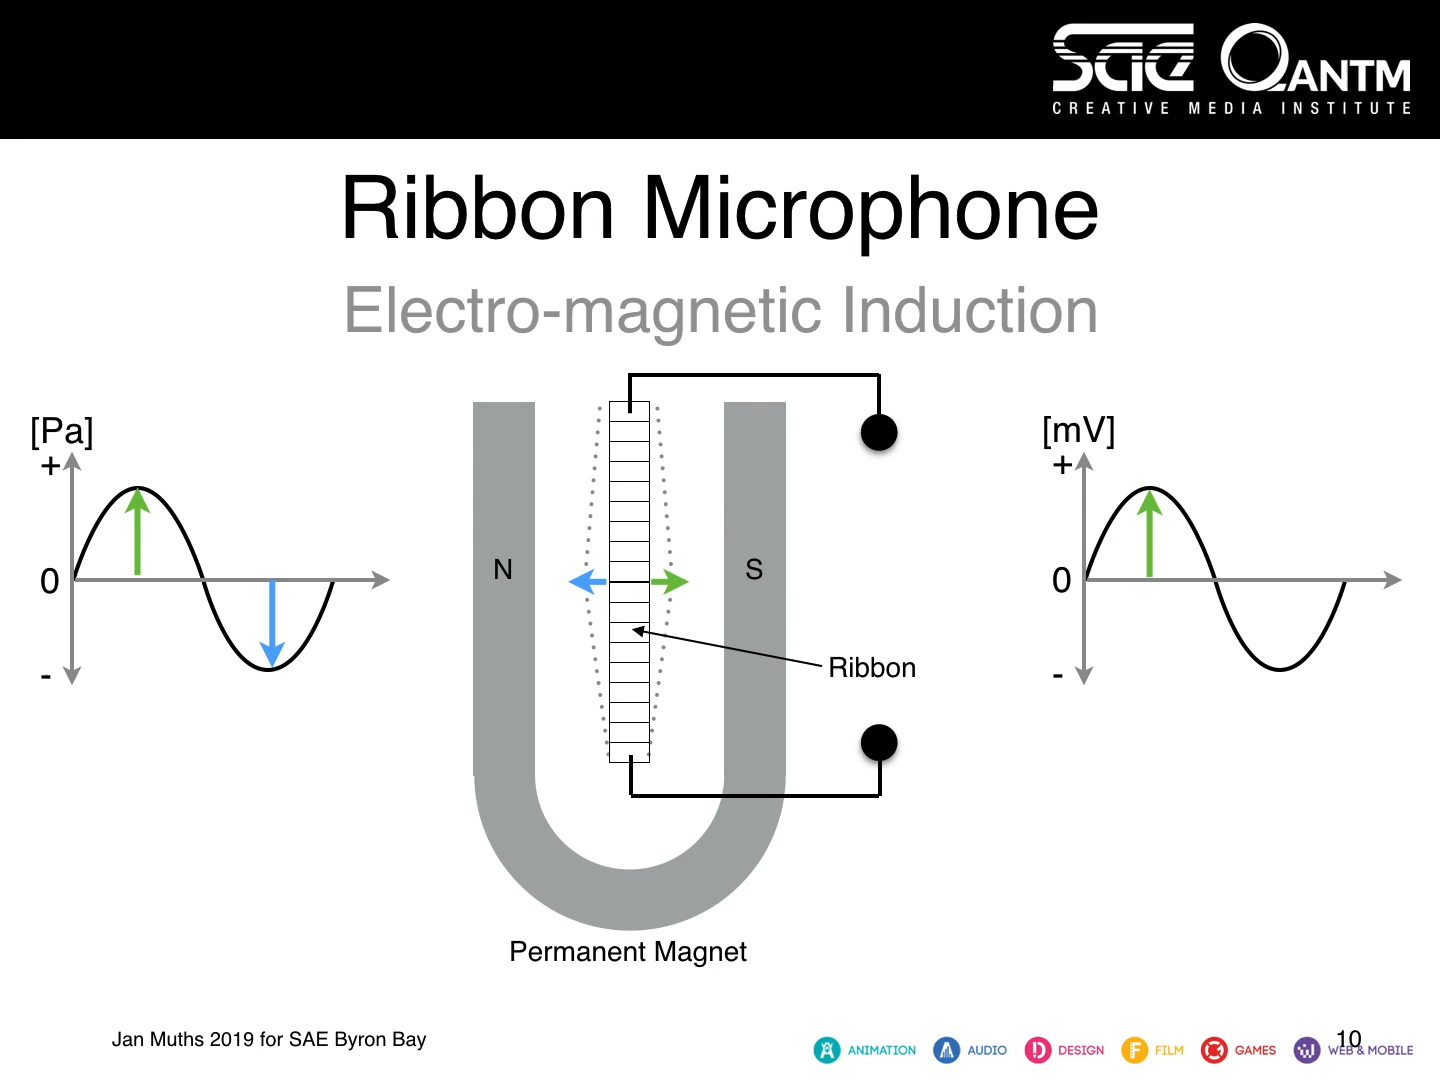 sae QANTM
CREATIVE MEDIA INSTITUTE
Ribbon Microphone
Electro-magnetic Induction
[Pa]
+
0
-
N
S
Ribbon
Permanent Magnet
[mV]
+
0
-
Jan Muths 2019 for SAE Byron Bay
ANIMATION AUDIO DESIGN FILM GAMES WEB & MOBILE
10